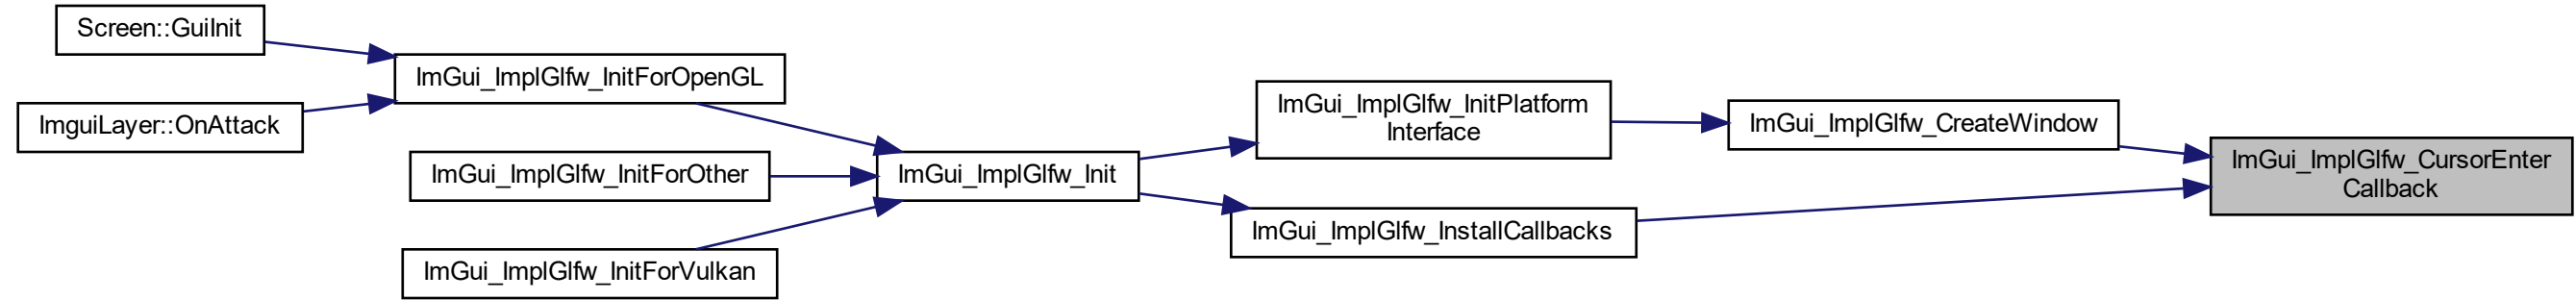 Screen::GuiInit
ImguiLayer::OnAttack
ImGui_ImplGlfw_InitForOpenGL
ImGui_ImplGlfw_InitForOther
ImGui_ImplGlfw_InitForVulkan
ImGui_ImplGlfw_Init
ImGui_ImplGlfw_InitPlatform
Interface
ImGui_ImplGlfw_InstallCallbacks
ImGui_ImplGlfw_CreateWindow
ImGui_ImplGlfw_CursorEnter
Callback